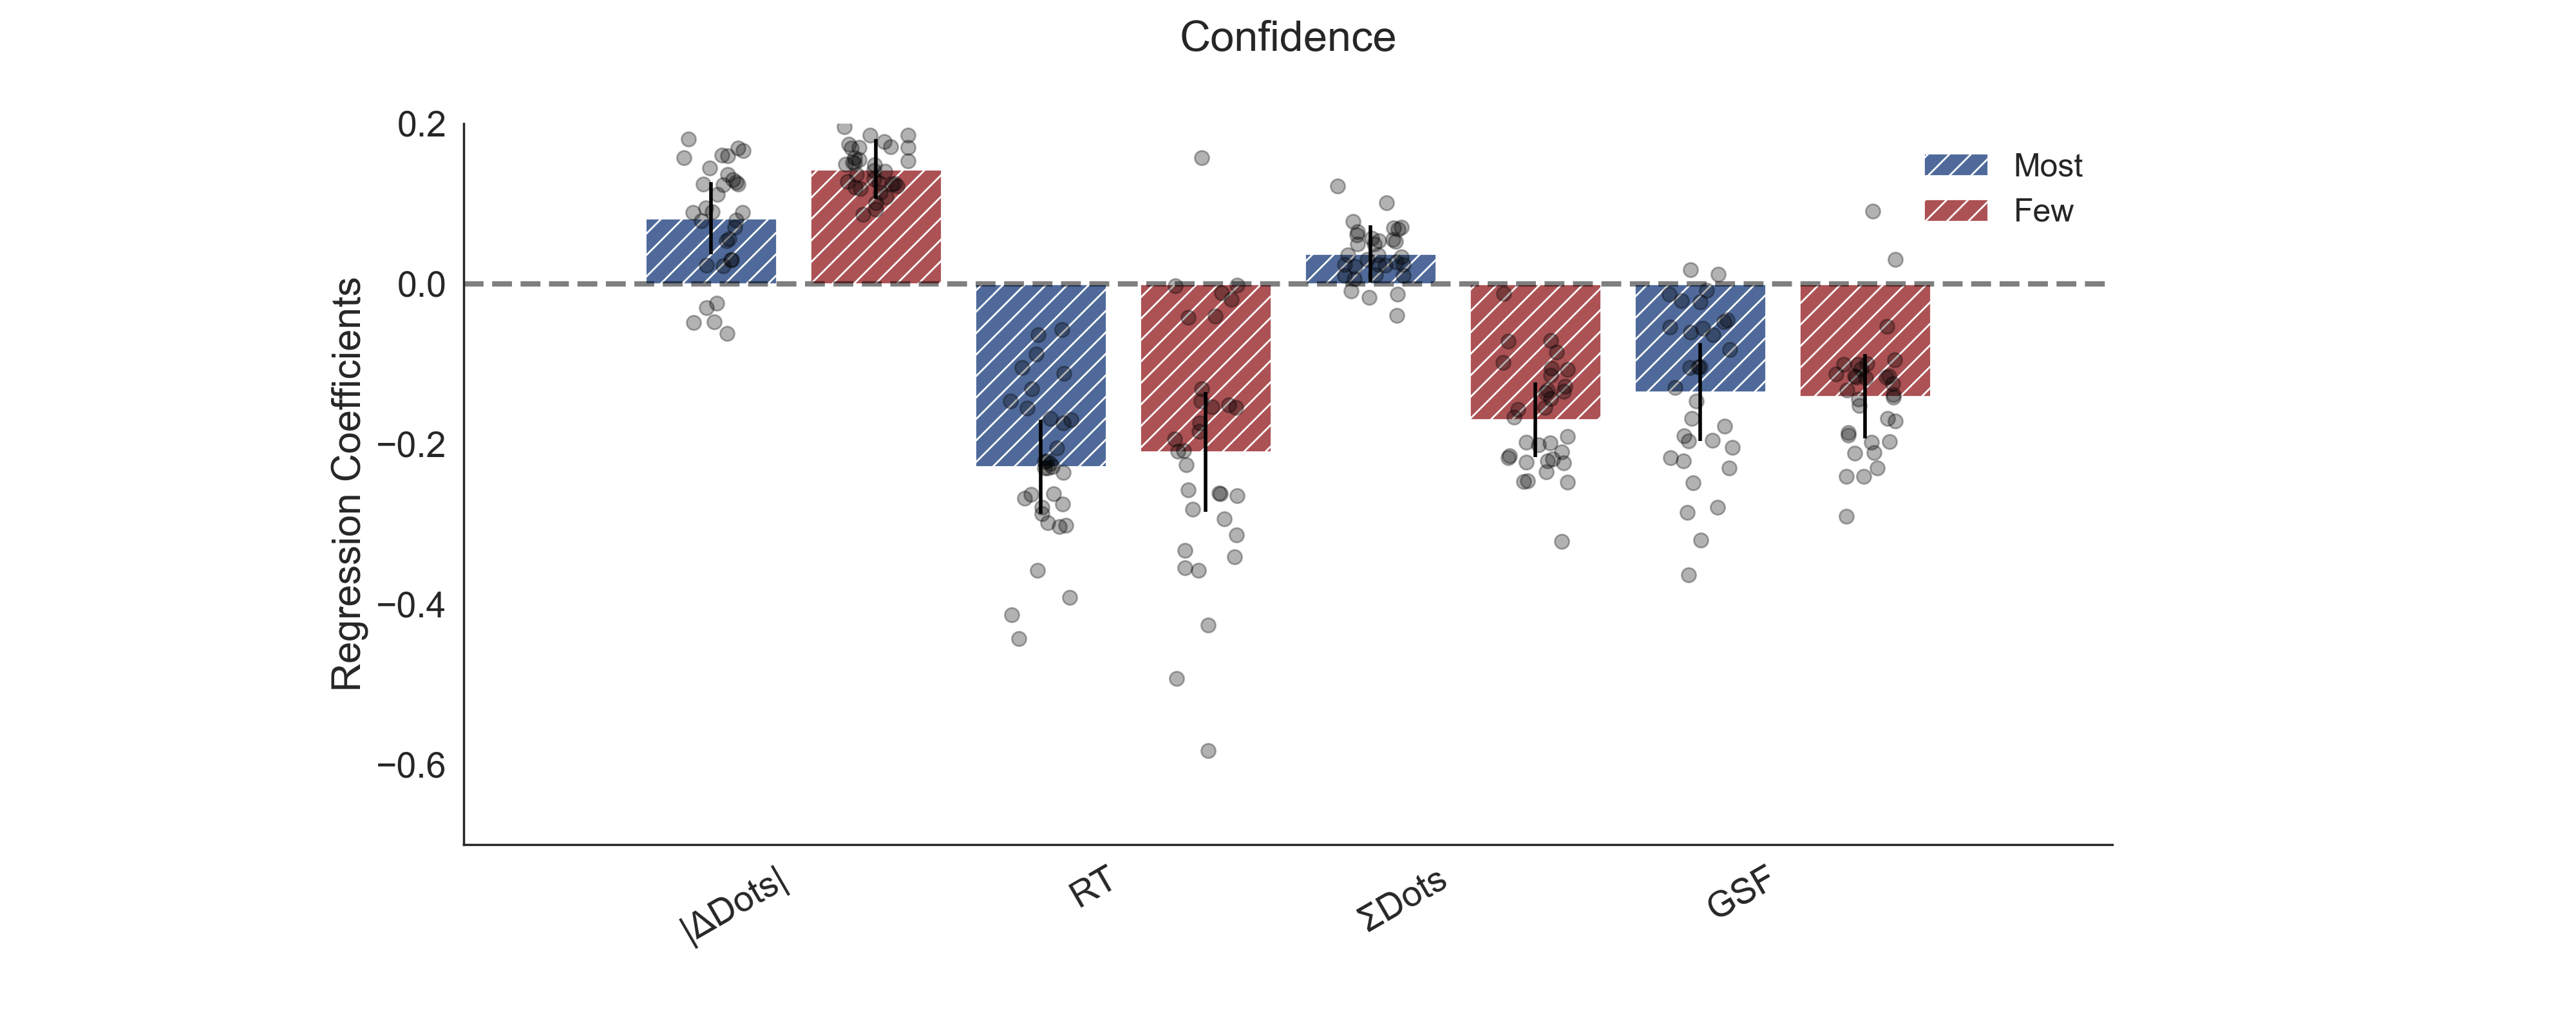 Confidence
Regression Coefficients
0.2
0.0
−0.2
−0.4
−0.6
Most
Few
|ΔDots|
RT
ΣDots
GSF